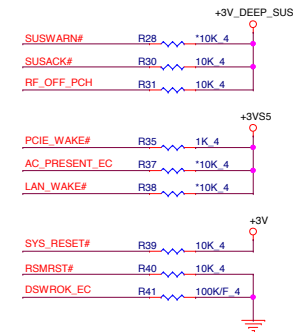 +3V_DEEP_SUS
SUSWARN# R28 *10K_4
SUSACK# R30 10K_4
RF_OFF_PCH R31 10K_4
+3VS5
PCIE_WAKE# R35 1K_4
AC_PRESENT_EC R37 *10K_4
LAN_WAKE# R38 *10K_4
+3V
SYS_RESET# R39 10K_4
RSMRST# R40 10K_4
DSWROK_EC R41 100K/F_4